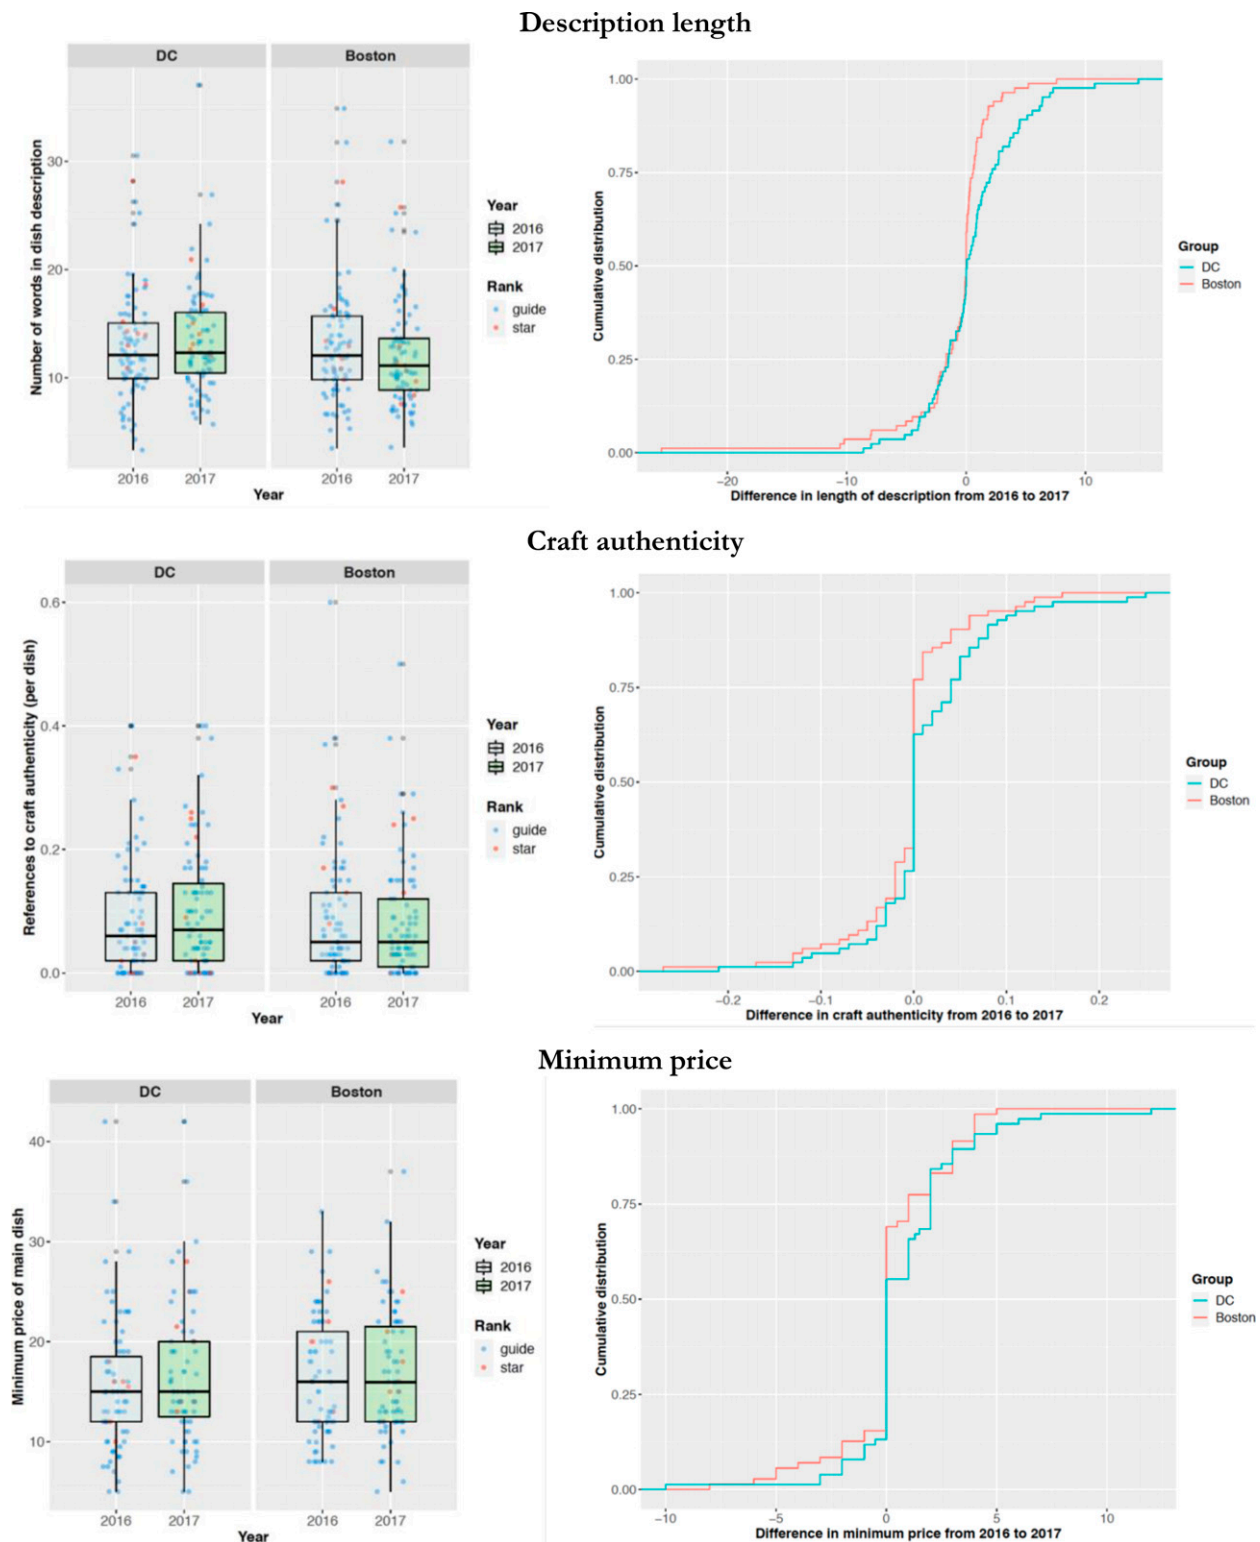 Description length
DC Boston
Number of words in dish description
30
20
10
2016 2017 2016 2017
Year
Year
2016
2017
Rank
guide
star
Cumulative distribution
1.00
0.75
0.50
0.25
0.00
−20 −10 0 10
Difference in length of description from 2016 to 2017
Group
DC
Boston
Craft authenticity
DC Boston
References to craft authenticity (per dish)
0.6
0.4
0.2
0.0
2016 2017 2016 2017
Year
Year
2016
2017
Rank
guide
star
Cumulative distribution
1.00
0.75
0.50
0.25
0.00
−0.2 −0.1 0.0 0.1 0.2
Difference in craft authenticity from 2016 to 2017
Group
DC
Boston
Minimum price
DC Boston
Minimum price of main dish
40
30
20
10
2016 2017 2016 2017
Year
Year
2016
2017
Rank
guide
star
Cumulative distribution
1.00
0.75
0.50
0.25
0.00
−10 −5 0 5 10
Difference in minimum price from 2016 to 2017
Group
DC
Boston